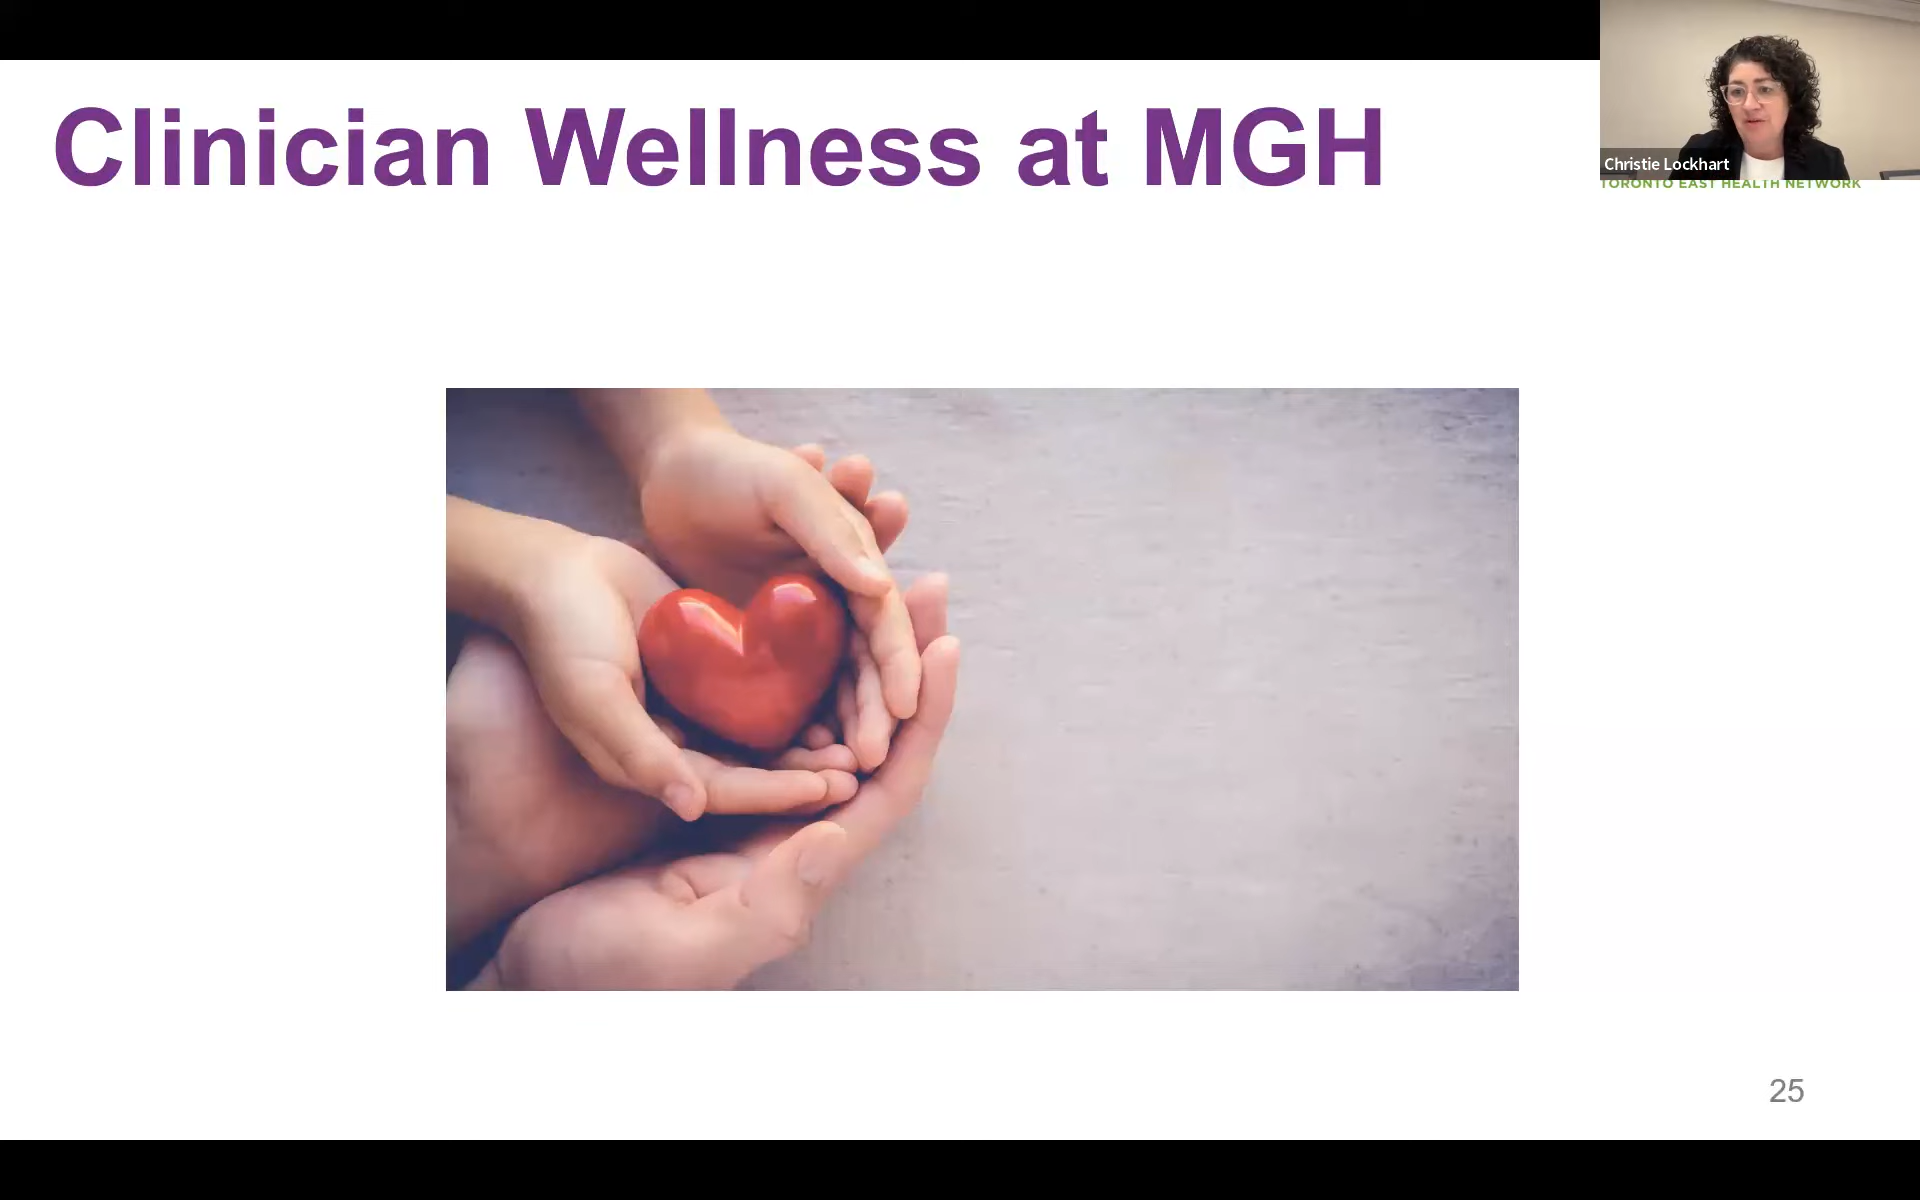 Clinician Wellness at MGH
Christie Lockhart
TORONTO EAST HEALTH NETWORK
25